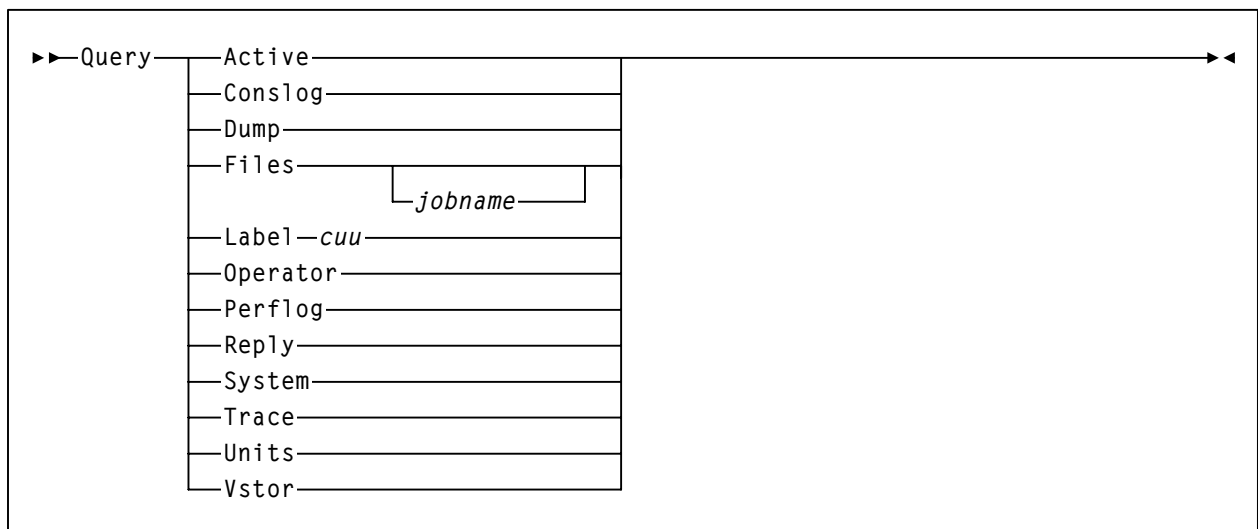 Query Active
Conslog
Dump
Files
jobname
Label cuu
Operator
Perflog
Reply
System
Trace
Units
Vstor